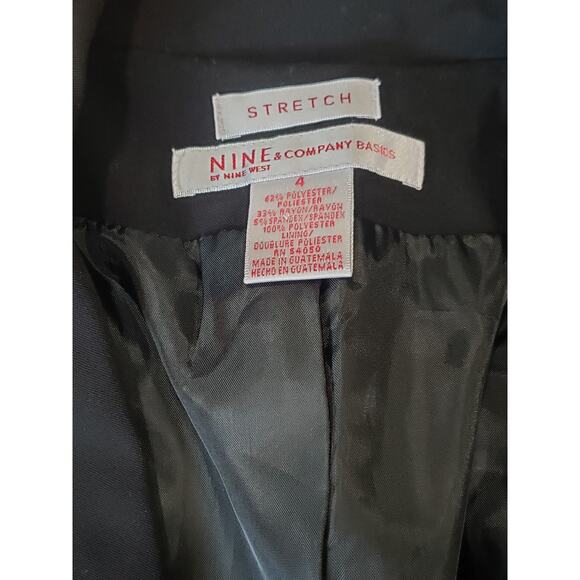 STRETCH
NINE & COMPANY BASICS
BY NINE WEST
4
62% POLYESTER/
POLIESTER
33% RAYON/RAYON
5% SPANDEX/SPANDEX
100% POLYESTER
LINING/
DOUBLURE POLIESTER
RN 54050
MADE IN GUATEMALA
HECHO EN GUATEMALA